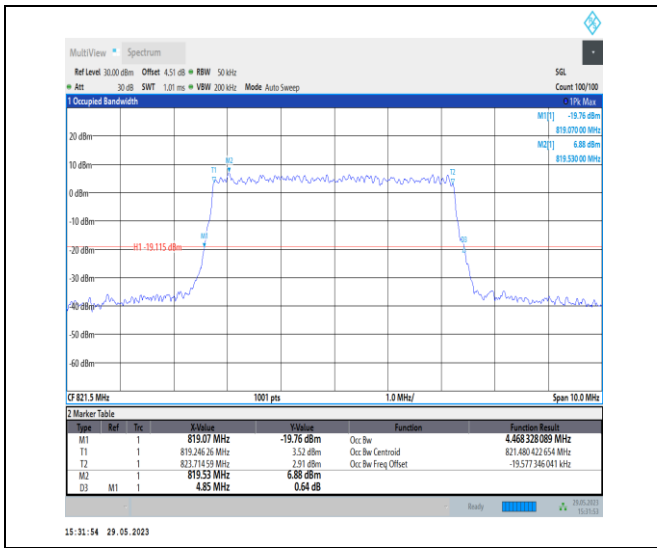 MultiView Spectrum
Ref Level 30.00 dBm Offset 4.51 dB RBW 50 kHz SGL
Att 30 dB SWT 1.01 ms VBW 200 kHz Mode Auto Sweep Count 100/100
1 Occupied Bandwidth 1Pk Max
M1[1] -19.76 dBm
819.070 00 MHz
M2[1] 6.88 dBm
819.530 00 MHz
20 dBm
10 dBm
0 dBm
-10 dBm
-20 dBm
-30 dBm
-40 dBm
-50 dBm
-60 dBm
T1
M2
T2
M1
H1 -19.115 dBm
CF 821.5 MHz 1001 pts 1.0 MHz/ Span 10.0 MHz
2 Marker Table
Type Ref Trc X-Value Y-Value Function Function Result
M1 1 819.07 MHz -19.76 dBm Occ Bw 4.468 328 089 MHz
T1 1 819.246 26 MHz 3.52 dBm Occ Bw Centroid 821.480 422 654 MHz
T2 1 823.714 59 MHz 2.91 dBm Occ Bw Freq Offset -19.577 346 041 kHz
M2 1 819.53 MHz 6.88 dBm
D3 M1 1 4.85 MHz 0.64 dB
Ready 29.05.2023
15:31:53
15:31:54 29.05.2023